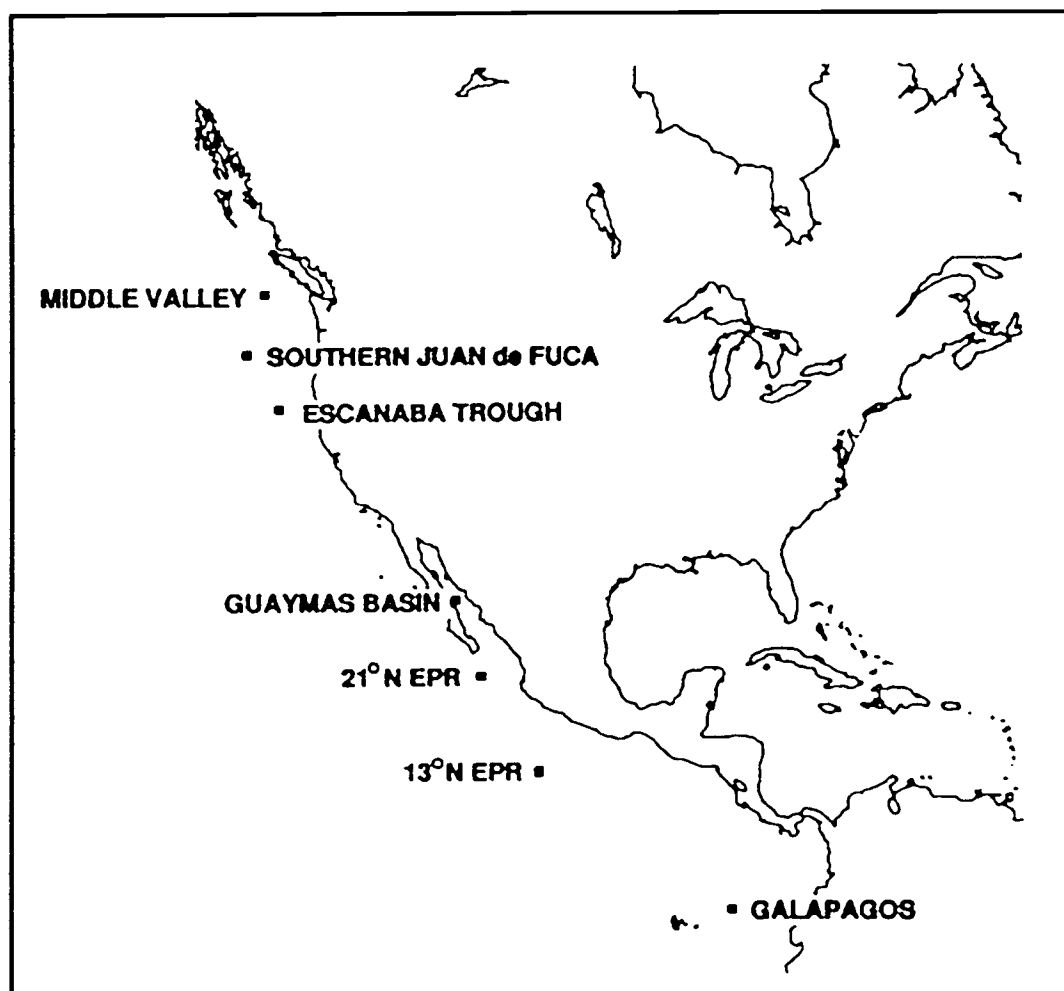 MIDDLE VALLEY
SOUTHERN JUAN de FUCA
ESCANABA TROUGH
GUAYMAS BASIN
21°N EPR
13°N EPR
GALAPAGOS